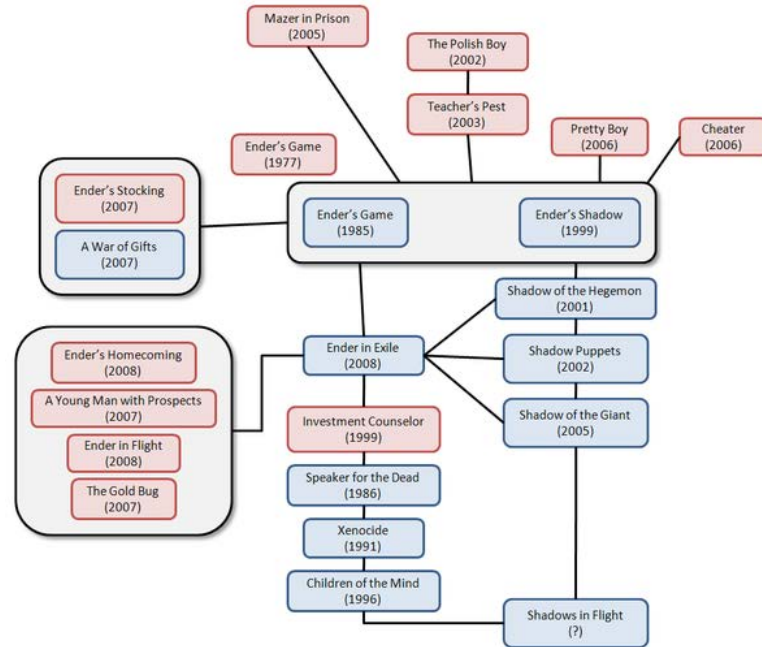 Mazer in Prison
(2005)
The Polish Boy
(2002)
Teacher's Pest
(2003)
Pretty Boy
(2006)
Cheater
(2006)
Ender's Game
(1977)
Ender's Stocking
(2007)
A War of Gifts
(2007)
Ender's Game
(1985)
Ender's Shadow
(1999)
Shadow of the Hegemon
(2001)
Ender in Exile
(2008)
Shadow Puppets
(2002)
Shadow of the Giant
(2005)
Ender's Homecoming
(2008)
A Young Man with Prospects
(2007)
Ender in Flight
(2008)
The Gold Bug
(2007)
Investment Counselor
(1999)
Speaker for the Dead
(1986)
Xenocide
(1991)
Children of the Mind
(1996)
Shadows in Flight
(?)